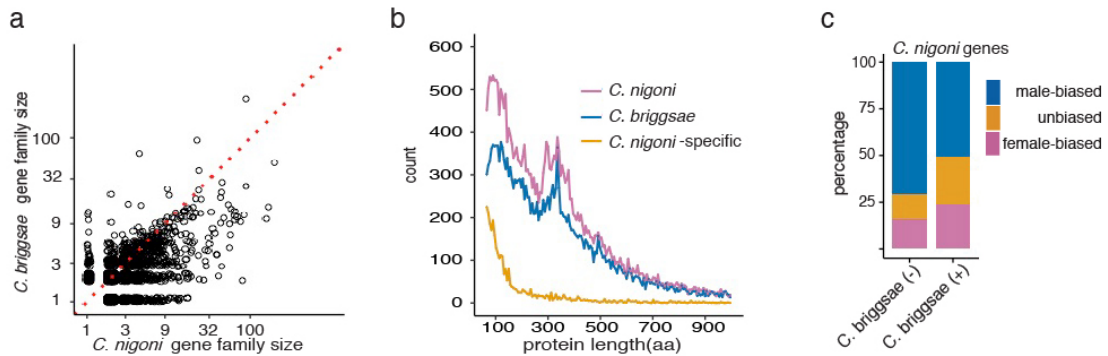 a
C. briggsae gene family size
100
32
9
3
1
1 3 9 32 100
C. nigoni gene family size
b
count
600
500
400
300
200
100
0
C. nigoni
C. briggsae
C. nigoni -specific
100 300 500 700 900
protein length(aa)
c
C. nigoni genes
percentage
100
75
50
25
male-biased
unbiased
female-biased
C. briggsae (-)
C. briggsae (+)